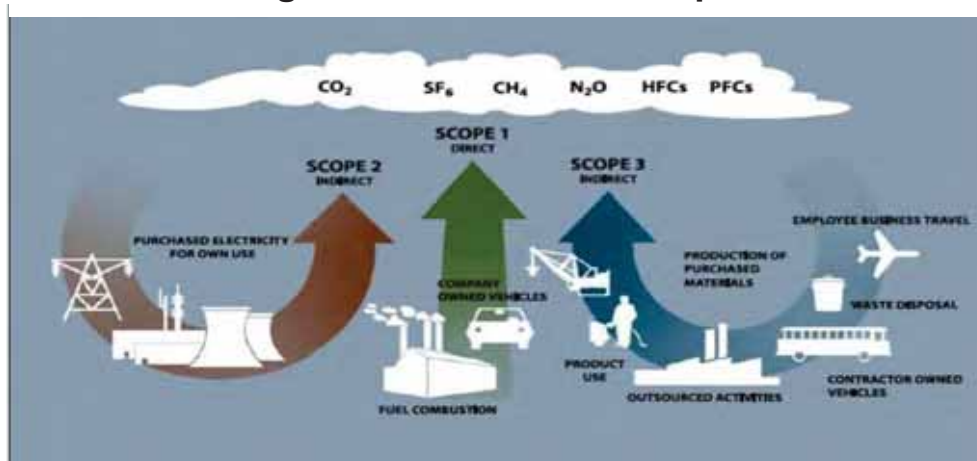 CO₂ SF₆ CH₄ N₂O HFCs PFCs
SCOPE 1
DIRECT
SCOPE 2
INDIRECT
SCOPE 3
INDIRECT
PURCHASED ELECTRICITY
FOR OWN USE
COMPANY
OWNED VEHICLES
FUEL COMBUSTION
PRODUCT
USE
PRODUCTION OF
PURCHASED
MATERIALS
OUTSOURCED ACTIVITIES
EMPLOYEE BUSINESS TRAVEL
WASTE DISPOSAL
CONTRACTOR OWNED
VEHICLES